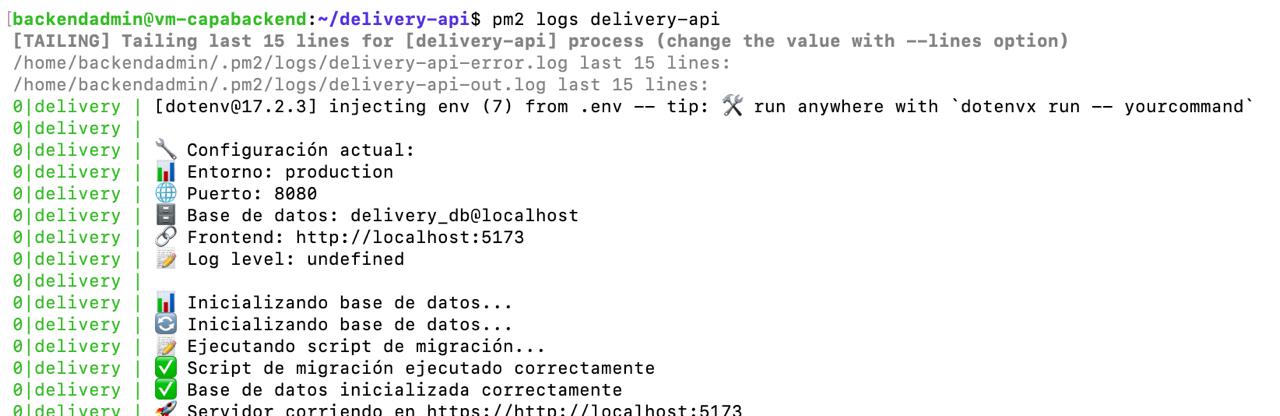 [backendadmin@vm-capabackend:~/delivery-api$ pm2 logs delivery-api
[TAILING] Tailing last 15 lines for [delivery-api] process (change the value with --lines option)
/home/backendadmin/.pm2/logs/delivery-api-error.log last 15 lines:
/home/backendadmin/.pm2/logs/delivery-api-out.log last 15 lines:
0|delivery | [dotenv@17.2.3] injecting env (7) from .env -- tip: 🛠️ run anywhere with `dotenvx run -- yourcommand`
0|delivery |
0|delivery | 🔧 Configuración actual:
0|delivery | 📊 Entorno: production
0|delivery | 🌐 Puerto: 8080
0|delivery | 🗄️ Base de datos: delivery_db@localhost
0|delivery | 🔗 Frontend: http://localhost:5173
0|delivery | 📝 Log level: undefined
0|delivery |
0|delivery | 📊 Inicializando base de datos...
0|delivery | 🔄 Inicializando base de datos...
0|delivery | 📝 Ejecutando script de migración...
0|delivery | ✅ Script de migración ejecutado correctamente
0|delivery | ✅ Base de datos inicializada correctamente
0|delivery | 🚀 Servidor corriendo en https://http://localhost:5173